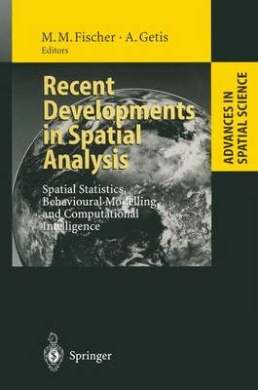 M. M. Fischer · A. Getis
Editors
Recent
Developments
in Spatial
Analysis
Spatial Statistics,
Behavioural Modelling,
and Computational
Intelligence
ADVANCES IN
SPATIAL SCIENCE
Springer